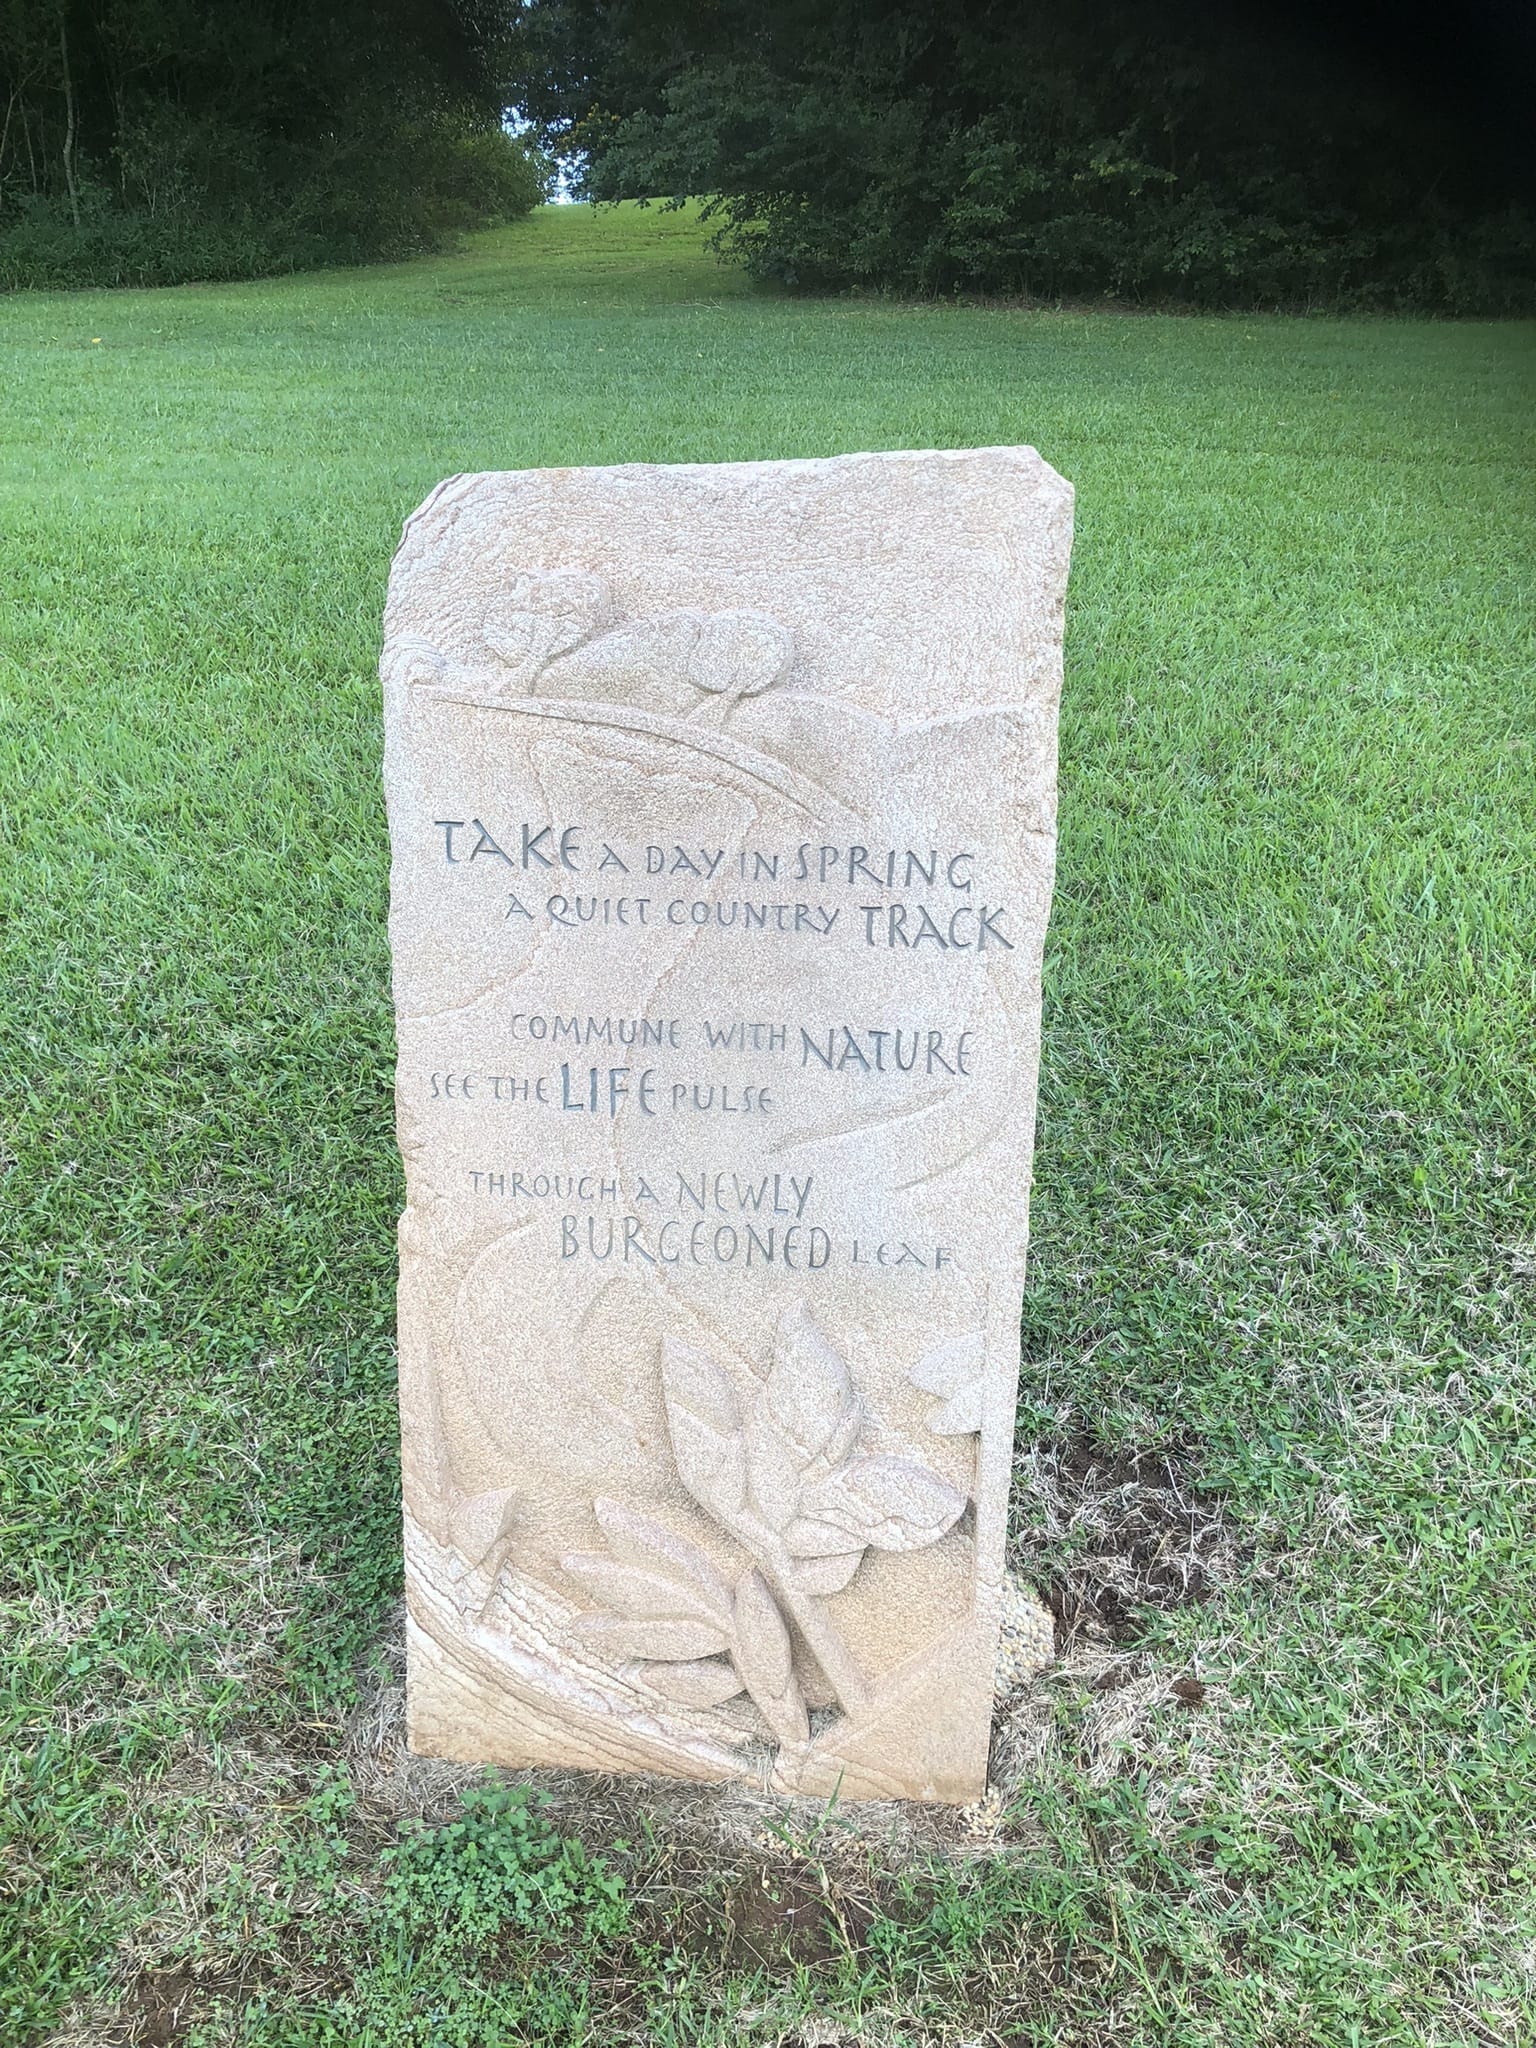 TAKE A DAY IN SPRING
A QUIET COUNTRY TRACK
COMMUNE WITH NATURE
SEE THE LIFE PULSE
THROUGH A NEWLY
BURGEONED LEAF